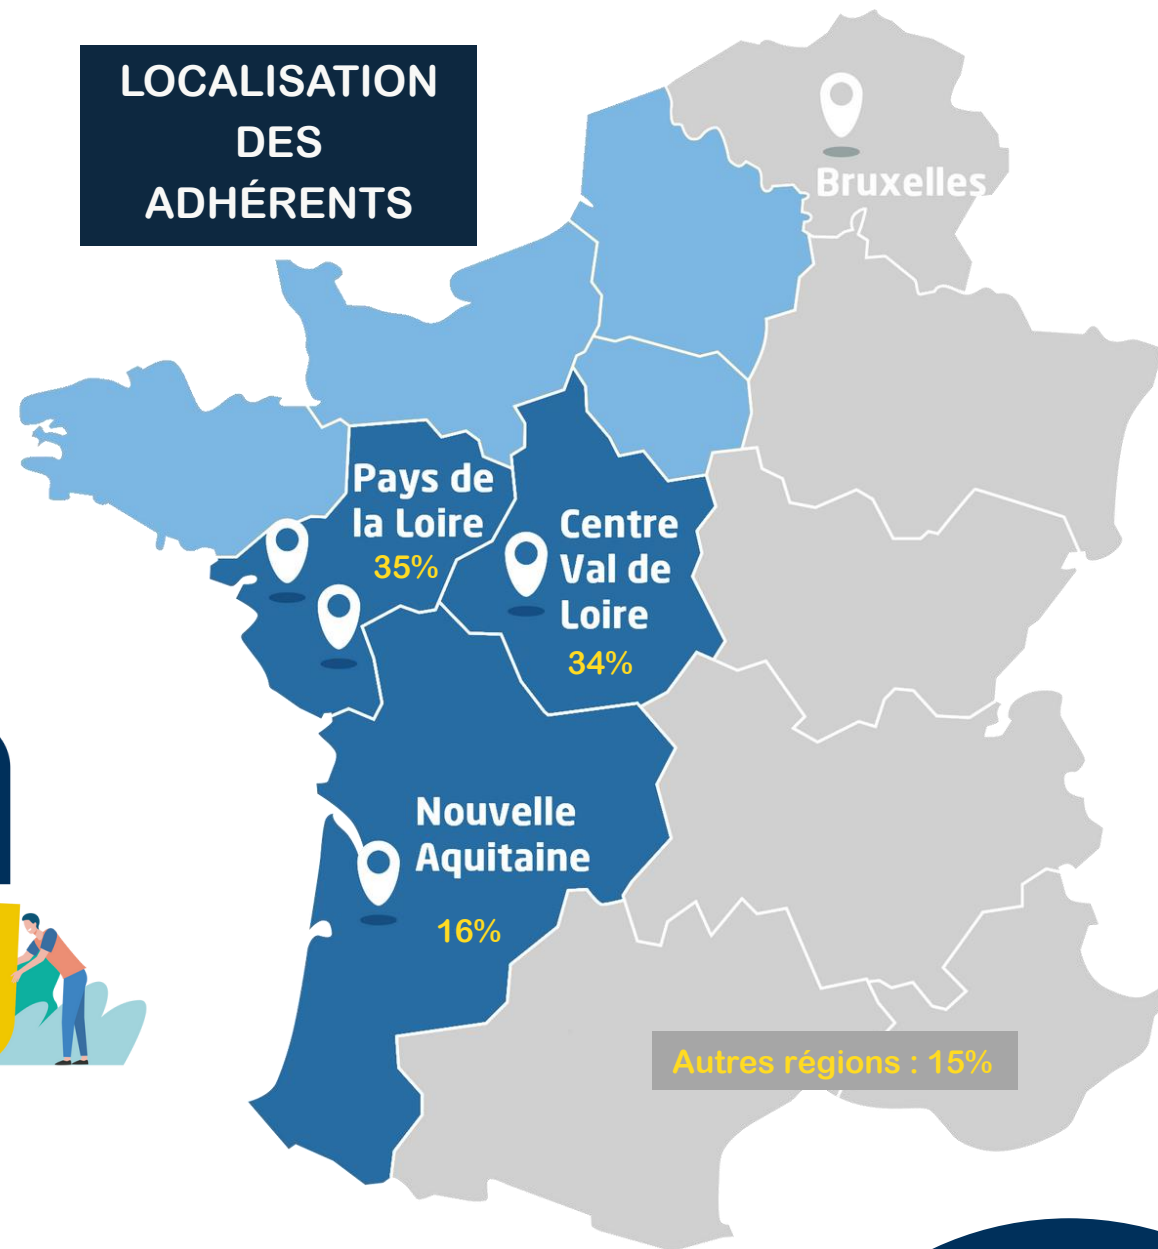 LOCALISATION
DES
ADHÉRENTS
Bruxelles
Pays de
la Loire
35%
Centre
Val de
Loire
34%
Nouvelle
Aquitaine
16%
Autres régions : 15%